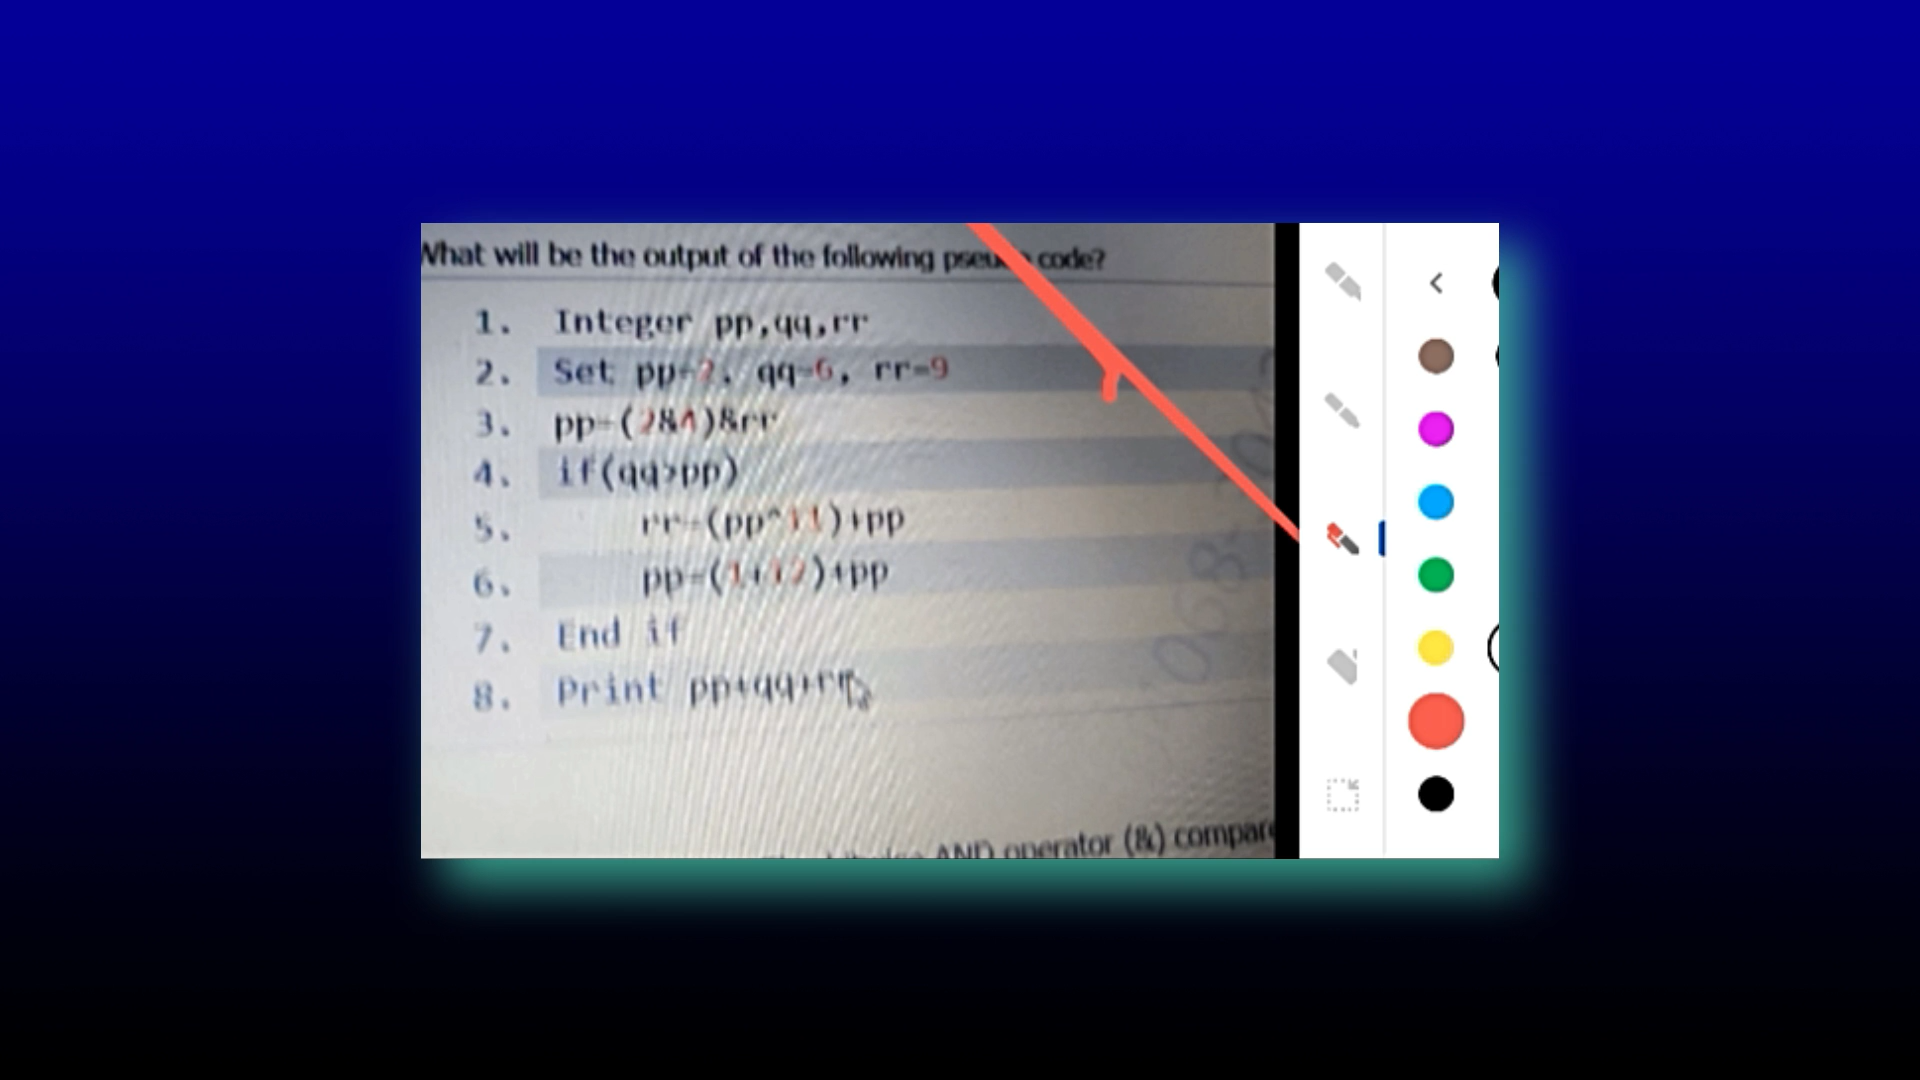 What will be the output of the following code?
1. Integer pp,qq,rr
2. Set pp=2, qq=6, rr=9
3. pp=(2&4)&rr
4. if(qq>pp)
5. rr=(pp^11)+pp
6. pp=(1+12)+pp
7. End if
8. Print pp+qq+rr
AND operator (&)
068